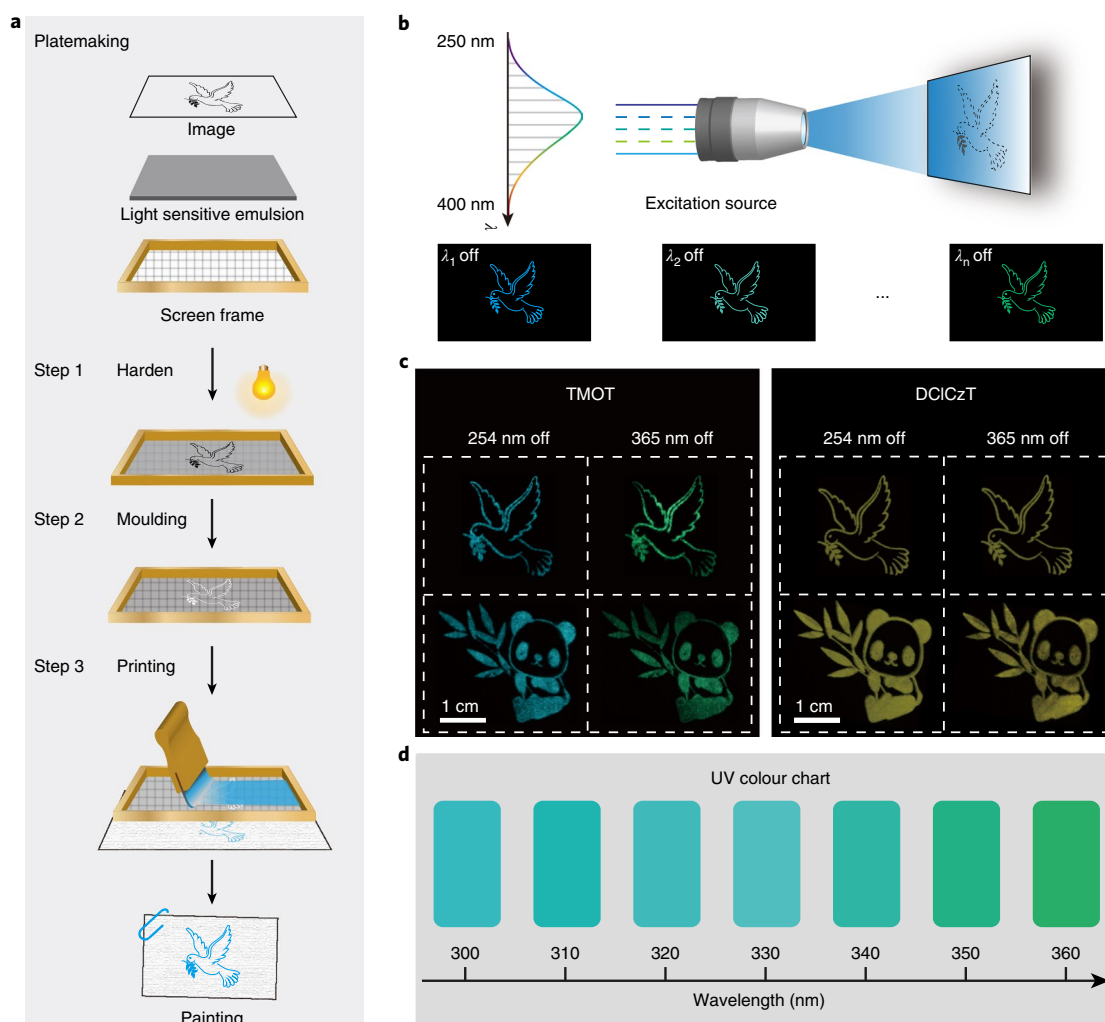 a
Platemaking
Image
Light sensitive emulsion
Screen frame
Step 1 Harden
Step 2 Moulding
Step 3 Printing
Painting
b
250 nm
400 nm
λ
Excitation source
λ1 off
λ2 off
...
λn off
c
TMOT
254 nm off 365 nm off
1 cm
DCICzT
254 nm off 365 nm off
1 cm
d
UV colour chart
300 310 320 330 340 350 360
Wavelength (nm)